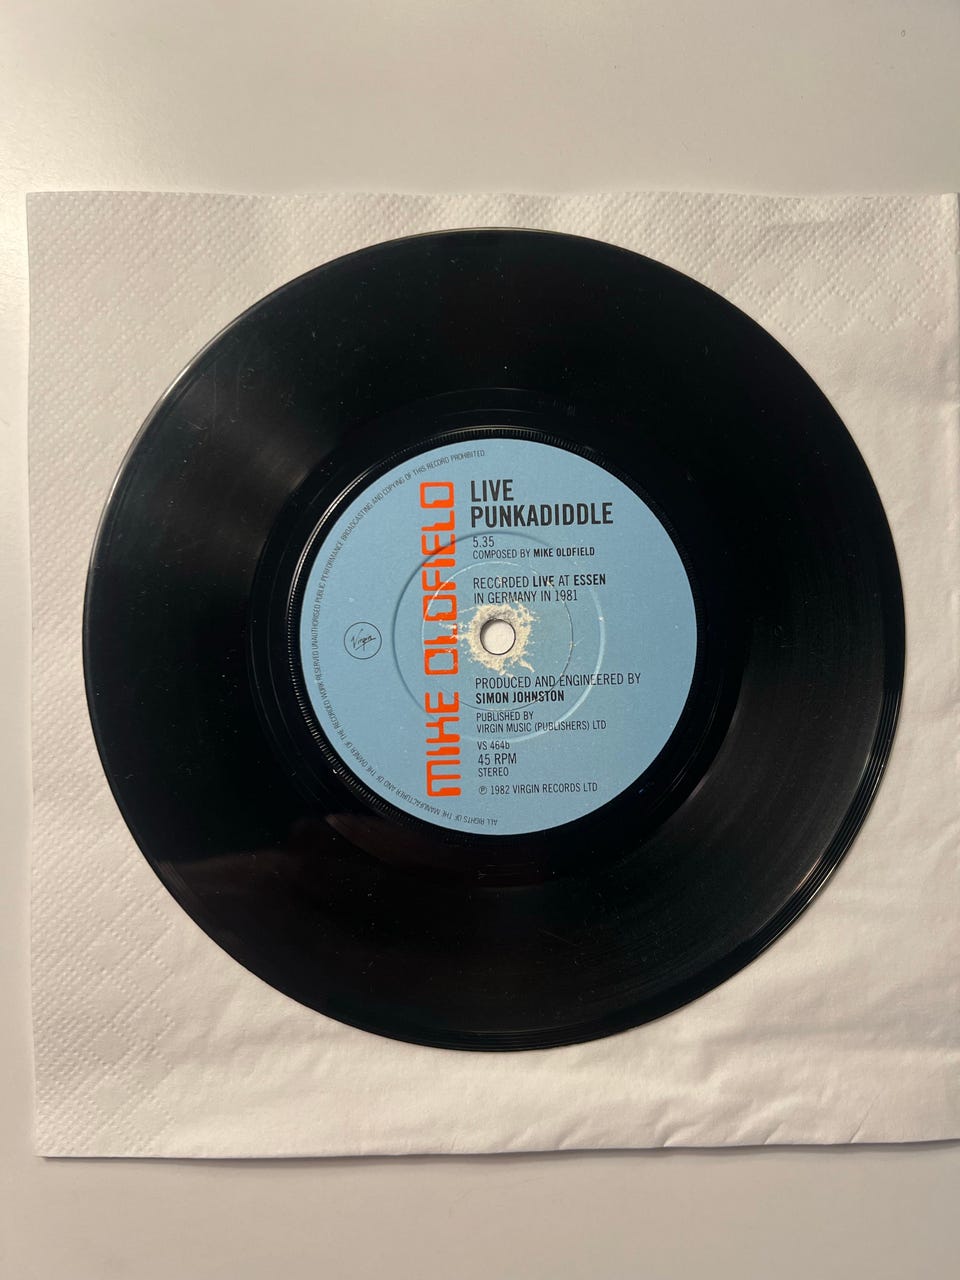 LIVE
PUNKADIDDLE
5.35
COMPOSED BY MIKE OLDFIELD
RECORDED LIVE AT ESSEN
IN GERMANY IN 1981
MIKE OLDFIELD
Virgin
PRODUCED AND ENGINEERED BY
SIMON JOHNSTON
PUBLISHED BY
VIRGIN MUSIC (PUBLISHERS) LTD
VS 464b
45 RPM
STEREO
℗ 1982 VIRGIN RECORDS LTD
ALL RIGHTS OF THE MANUFACTURER AND OF THE OWNER OF THE RECORDED WORK RESERVED UNAUTHORISED PUBLIC PERFORMANCE BROADCASTING AND COPYING OF THIS RECORD PROHIBITED